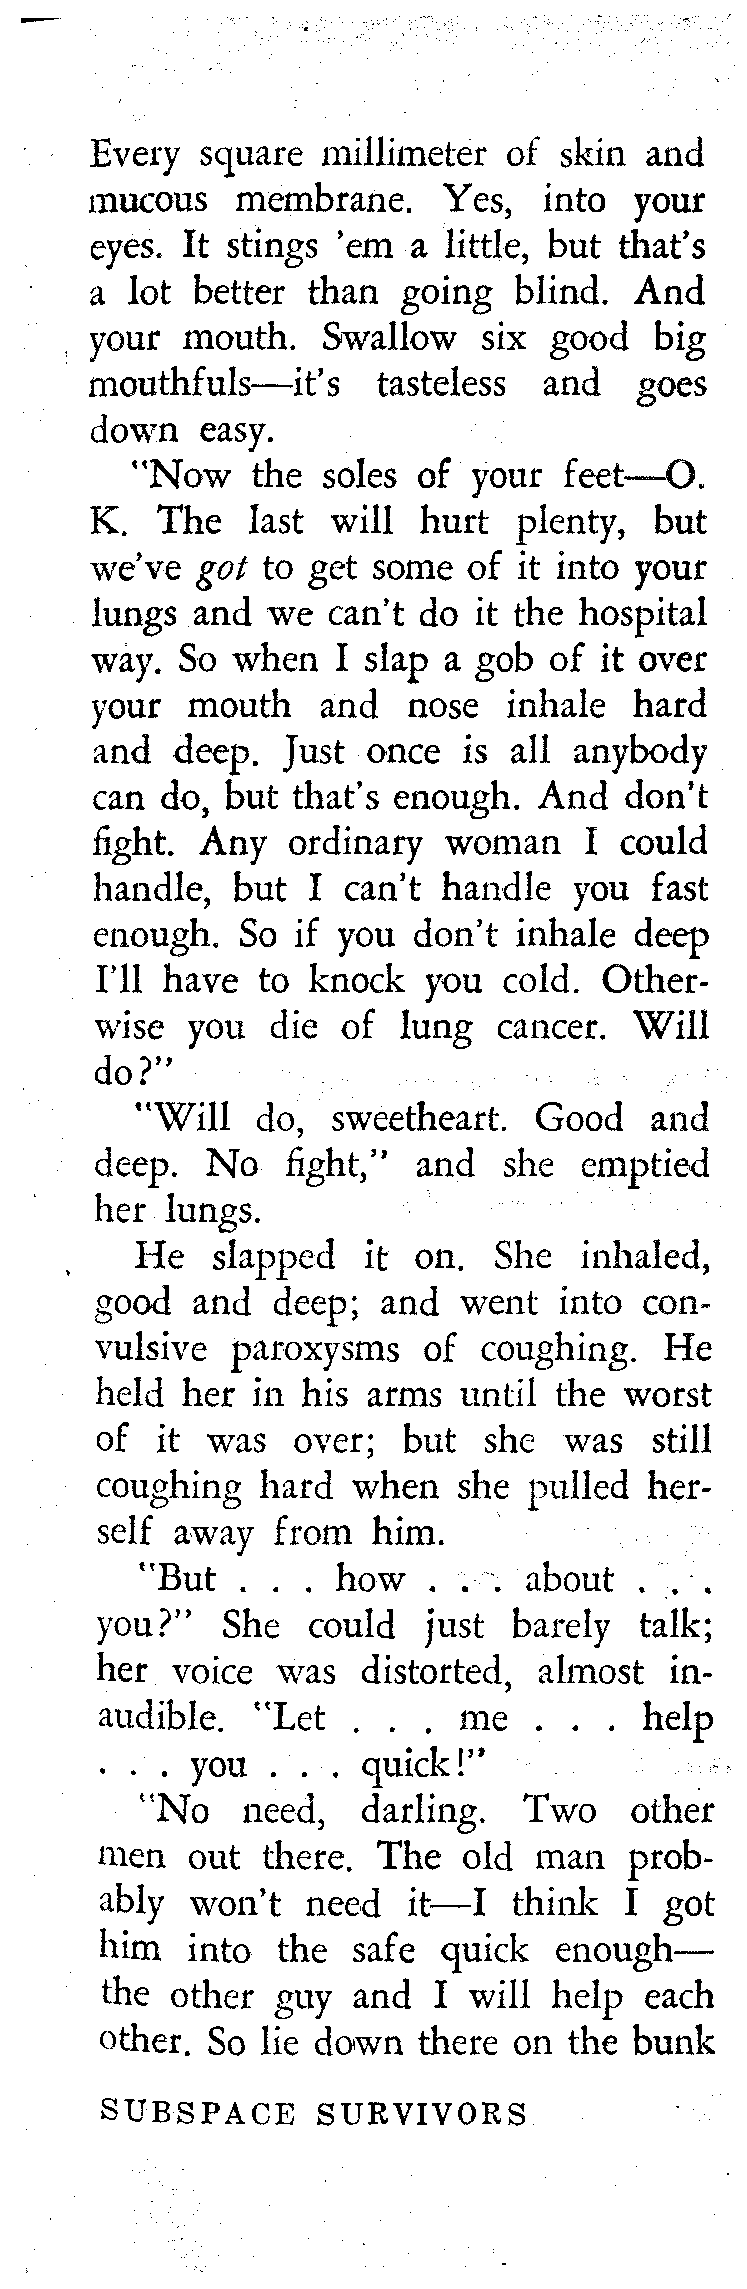 Every square millimeter of skin and
mucous membrane. Yes, into your
eyes. It stings 'em a little, but that's
a lot better than going blind. And
your mouth. Swallow six good big
mouthfuls—it's tasteless and goes
down easy.
"Now the soles of your feet—O.
K. The last will hurt plenty, but
we've got to get some of it into your
lungs and we can't do it the hospital
way. So when I slap a gob of it over
your mouth and nose inhale hard
and deep. Just once is all anybody
can do, but that's enough. And don't
fight. Any ordinary woman I could
handle, but I can't handle you fast
enough. So if you don't inhale deep
I'll have to knock you cold. Other-
wise you die of lung cancer. Will
do?"
"Will do, sweetheart. Good and
deep. No fight," and she emptied
her lungs.
He slapped it on. She inhaled,
good and deep; and went into con-
vulsive paroxysms of coughing. He
held her in his arms until the worst
of it was over; but she was still
coughing hard when she pulled her-
self away from him.
"But . . . how . . . about . . .
you?" She could just barely talk;
her voice was distorted, almost in-
audible. "Let . . . me . . . help
. . . you . . . quick!"
"No need, darling. Two other
men out there. The old man prob-
ably won't need it—I think I got
him into the safe quick enough—
the other guy and I will help each
other. So lie down there on the bunk
SUBSPACE SURVIVORS